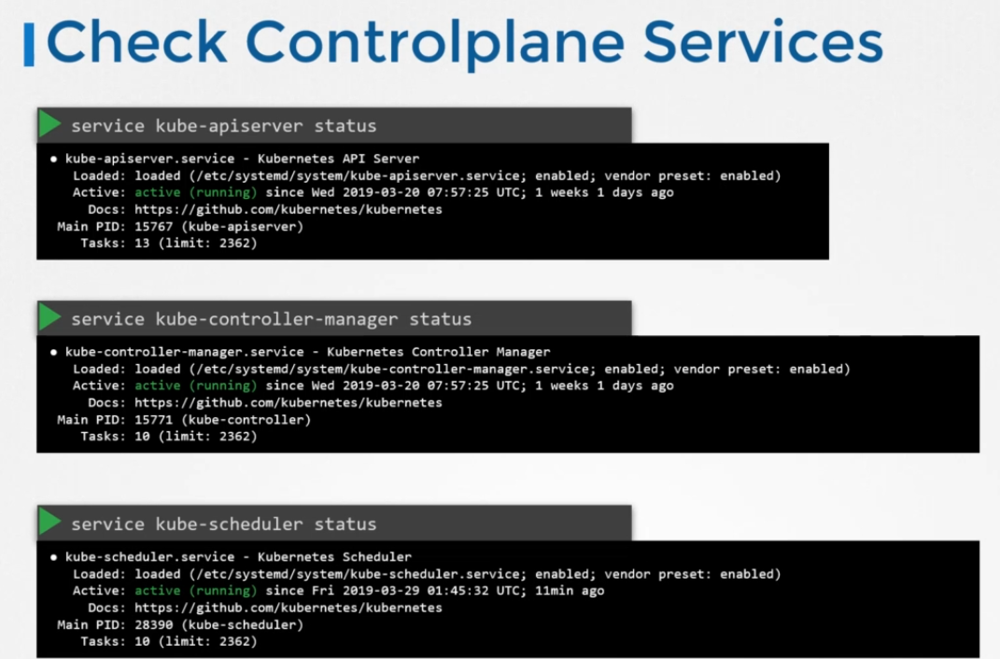 Check Controlplane Services
service kube-apiserver status
● kube-apiserver.service - Kubernetes API Server
Loaded: loaded (/etc/systemd/system/kube-apiserver.service; enabled; vendor preset: enabled)
Active: active (running) since Wed 2019-03-20 07:57:25 UTC; 1 weeks 1 days ago
Docs: https://github.com/kubernetes/kubernetes
Main PID: 15767 (kube-apiserver)
Tasks: 13 (limit: 2362)
service kube-controller-manager status
● kube-controller-manager.service - Kubernetes Controller Manager
Loaded: loaded (/etc/systemd/system/kube-controller-manager.service; enabled; vendor preset: enabled)
Active: active (running) since Wed 2019-03-20 07:57:25 UTC; 1 weeks 1 days ago
Docs: https://github.com/kubernetes/kubernetes
Main PID: 15771 (kube-controller)
Tasks: 10 (limit: 2362)
service kube-scheduler status
● kube-scheduler.service - Kubernetes Scheduler
Loaded: loaded (/etc/systemd/system/kube-scheduler.service; enabled; vendor preset: enabled)
Active: active (running) since Fri 2019-03-29 01:45:32 UTC; 11min ago
Docs: https://github.com/kubernetes/kubernetes
Main PID: 28390 (kube-scheduler)
Tasks: 10 (limit: 2362)